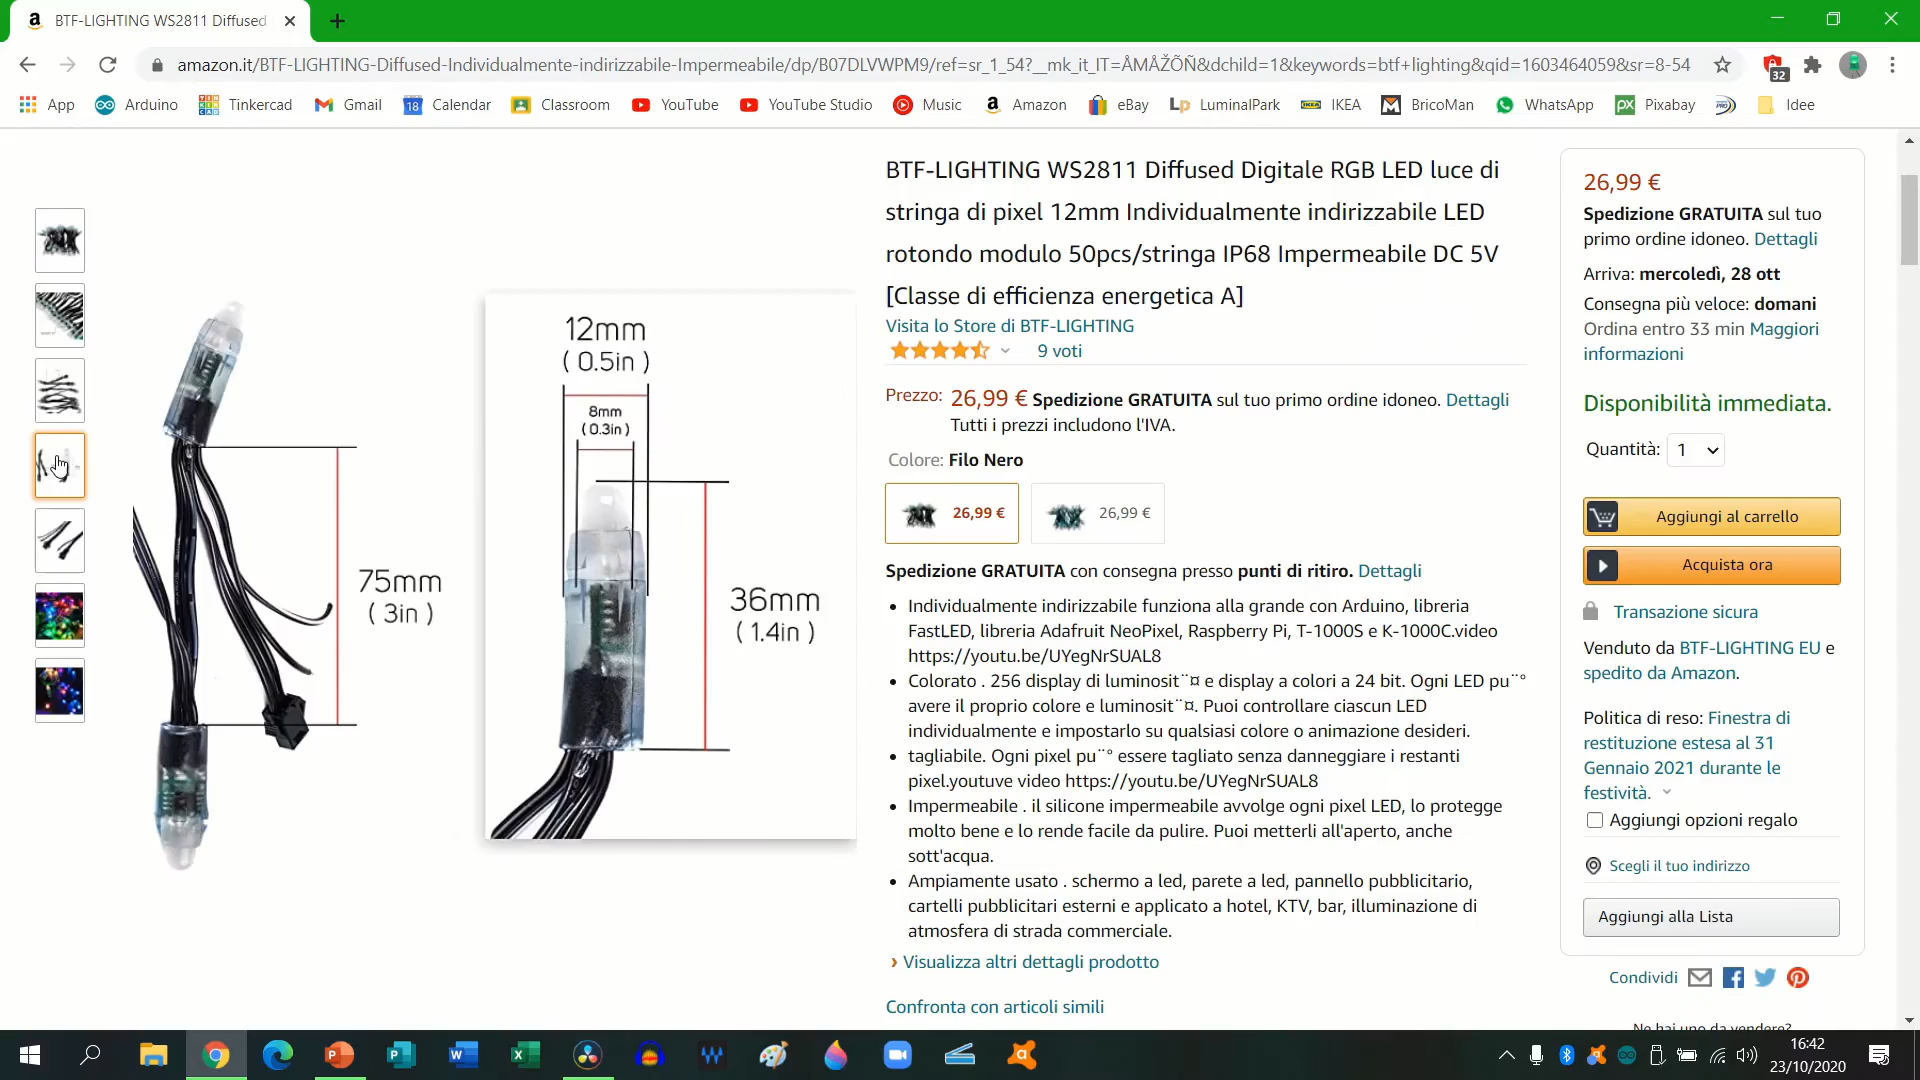 BTF-LIGHTING WS2811 Diffused
amazon.it/BTF-LIGHTING-Diffused-Individualmente-indirizzabile-Impermeabile/dp/B07DLVWPM9/ref=sr_1_54?__mk_it_IT=ÅMÅŽÕÑ&dchild=1&keywords=btf+lighting&qid=1603464059&sr=8-54
32
App Arduino Tinkercad Gmail 18 Calendar Classroom YouTube YouTube Studio Music Amazon eBay LuminalPark IKEA BricoMan WhatsApp Pixabay Idee
12mm
( 0.5in )
8mm
( 0.3in )
75mm
( 3in )
36mm
( 1.4in )
BTF-LIGHTING WS2811 Diffused Digitale RGB LED luce di
stringa di pixel 12mm Individualmente indirizzabile LED
rotondo modulo 50pcs/stringa IP68 Impermeabile DC 5V
[Classe di efficienza energetica A]
Visita lo Store di BTF-LIGHTING
9 voti
Prezzo: 26,99 € Spedizione GRATUITA sul tuo primo ordine idoneo. Dettagli
Tutti i prezzi includono l'IVA.
Colore: Filo Nero
26,99 € 26,99 €
Spedizione GRATUITA con consegna presso punti di ritiro. Dettagli
• Individualmente indirizzabile funziona alla grande con Arduino, libreria
FastLED, libreria Adafruit NeoPixel, Raspberry Pi, T-1000S e K-1000C.video
https://youtu.be/UYegNrSUAL8
• Colorato . 256 display di luminosit¨¤ e display a colori a 24 bit. Ogni LED pu¨°
avere il proprio colore e luminosit¨¤. Puoi controllare ciascun LED
individualmente e impostarlo su qualsiasi colore o animazione desideri.
• tagliabile. Ogni pixel pu¨° essere tagliato senza danneggiare i restanti
pixel.youtuve video https://youtu.be/UYegNrSUAL8
• Impermeabile . il silicone impermeabile avvolge ogni pixel LED, lo protegge
molto bene e lo rende facile da pulire. Puoi metterli all'aperto, anche
sott'acqua.
• Ampiamente usato . schermo a led, parete a led, pannello pubblicitario,
cartelli pubblicitari esterni e applicato a hotel, KTV, bar, illuminazione di
atmosfera di strada commerciale.
› Visualizza altri dettagli prodotto
Confronta con articoli simili
26,99 €
Spedizione GRATUITA sul tuo
primo ordine idoneo. Dettagli
Arriva: mercoledì, 28 ott
Consegna più veloce: domani
Ordina entro 33 min Maggiori
informazioni
Disponibilità immediata.
Quantità: 1
Aggiungi al carrello
Acquista ora
Transazione sicura
Venduto da BTF-LIGHTING EU e
spedito da Amazon.
Politica di reso: Finestra di
restituzione estesa al 31
Gennaio 2021 durante le
festività.
Aggiungi opzioni regalo
Scegli il tuo indirizzo
Aggiungi alla Lista
Condividi
Ne hai uno da vendere?
16:42
23/10/2020